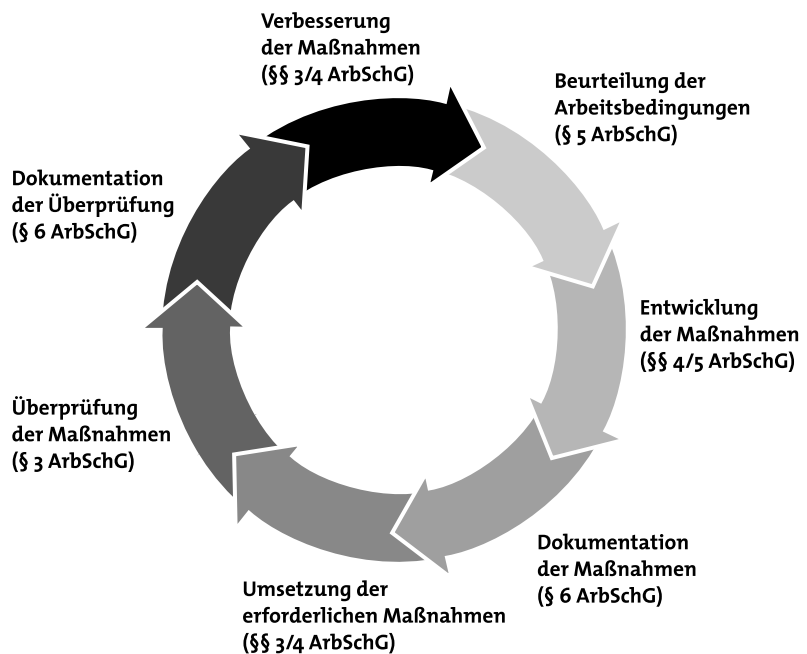 Verbesserung
der Maßnahmen
(§§ 3/4 ArbSchG)
Beurteilung der
Arbeitsbedingungen
(§ 5 ArbSchG)
Entwicklung
der Maßnahmen
(§§ 4/5 ArbSchG)
Dokumentation
der Maßnahmen
(§ 6 ArbSchG)
Umsetzung der
erforderlichen Maßnahmen
(§§ 3/4 ArbSchG)
Überprüfung
der Maßnahmen
(§ 3 ArbSchG)
Dokumentation
der Überprüfung
(§ 6 ArbSchG)